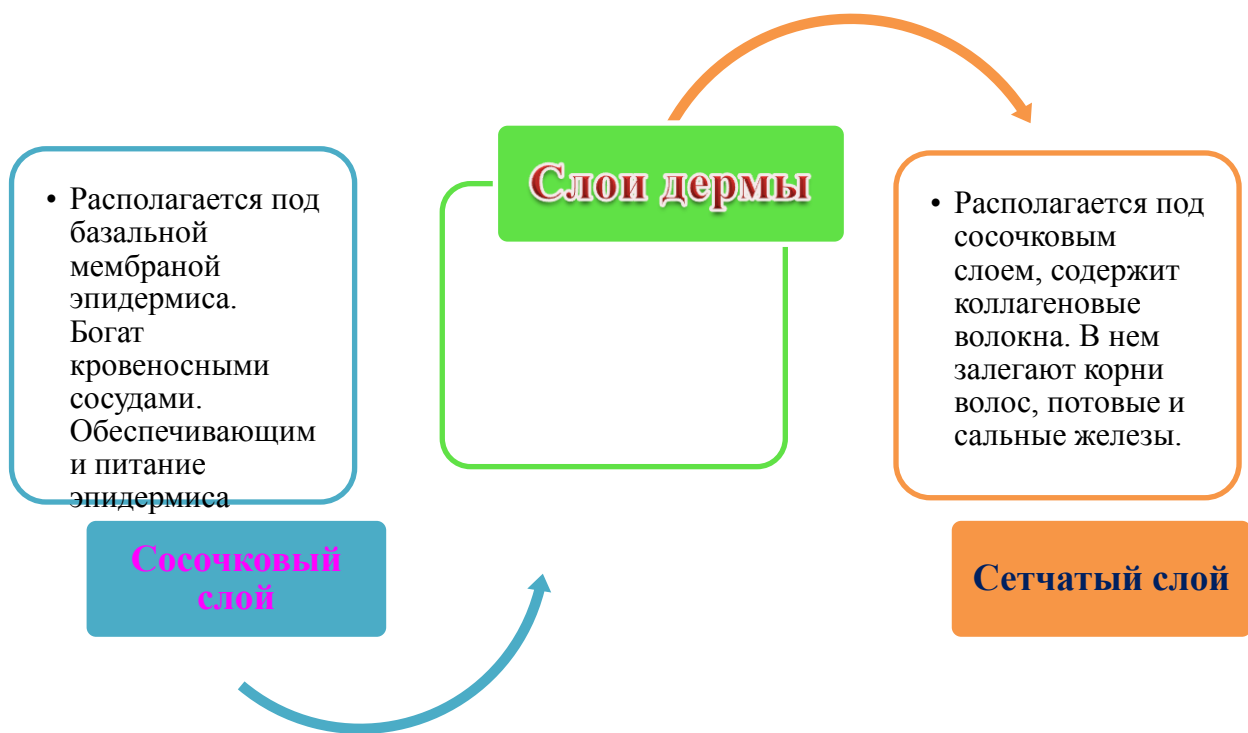 • Располагается под
базальной
мембраной
эпидермиса.
Богат
кровеносными
сосудами.
Обеспечивающим
и питание
эпидермиса
Сосочковый
слой
Слои дермы
• Располагается под
сосочковым
слоем, содержит
коллагеновые
волокна. В нем
залегают корни
волос, потовые и
сальные железы.
Сетчатый слой